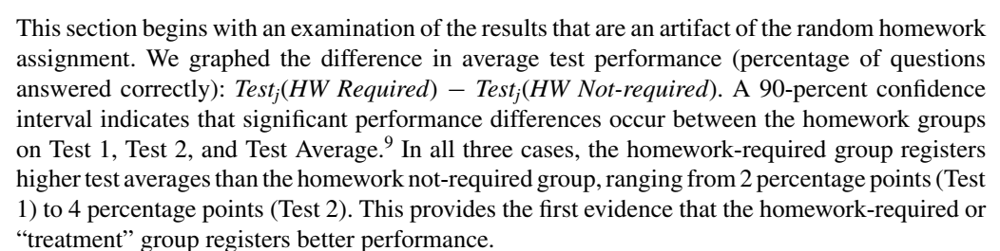 This section begins with an examination of the results that are an artifact of the random homework
assignment. We graphed the difference in average test performance (percentage of questions
answered correctly): Testj(HW Required) − Testj(HW Not-required). A 90-percent confidence
interval indicates that significant performance differences occur between the homework groups
on Test 1, Test 2, and Test Average.9 In all three cases, the homework-required group registers
higher test averages than the homework not-required group, ranging from 2 percentage points (Test
1) to 4 percentage points (Test 2). This provides the first evidence that the homework-required or
“treatment” group registers better performance.